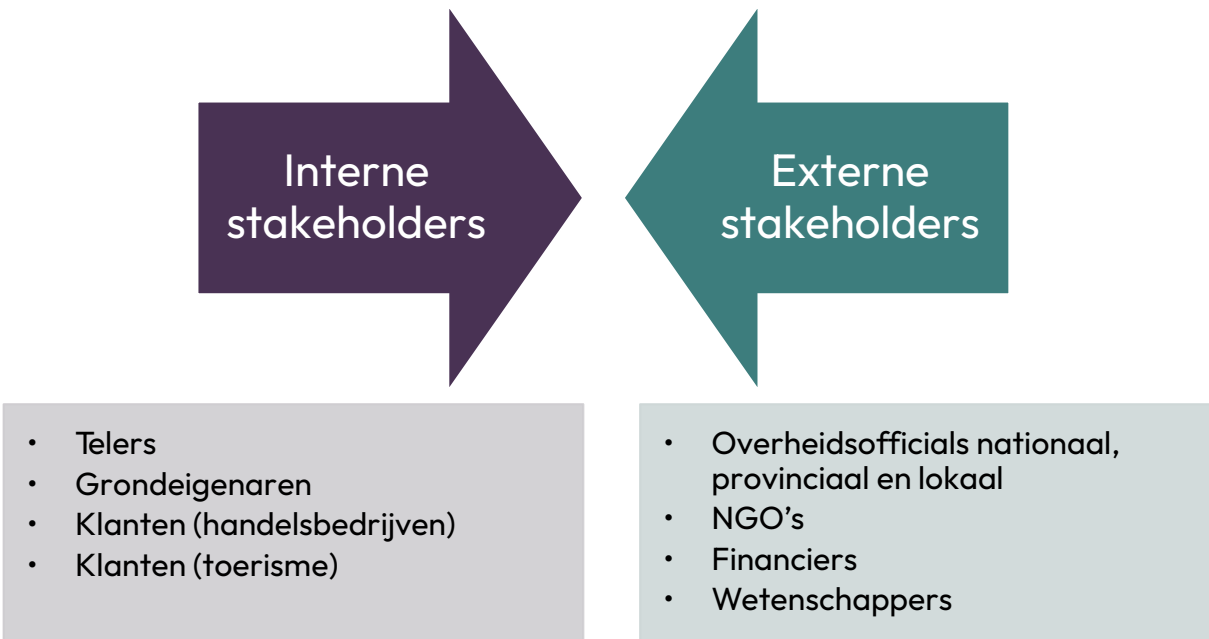 Interne
stakeholders
Externe
stakeholders
• Telers
• Grondeigenaren
• Klanten (handelsbedrijven)
• Klanten (toerisme)
• Overheidsofficials nationaal,
provinciaal en lokaal
• NGO’s
• Financiers
• Wetenschappers